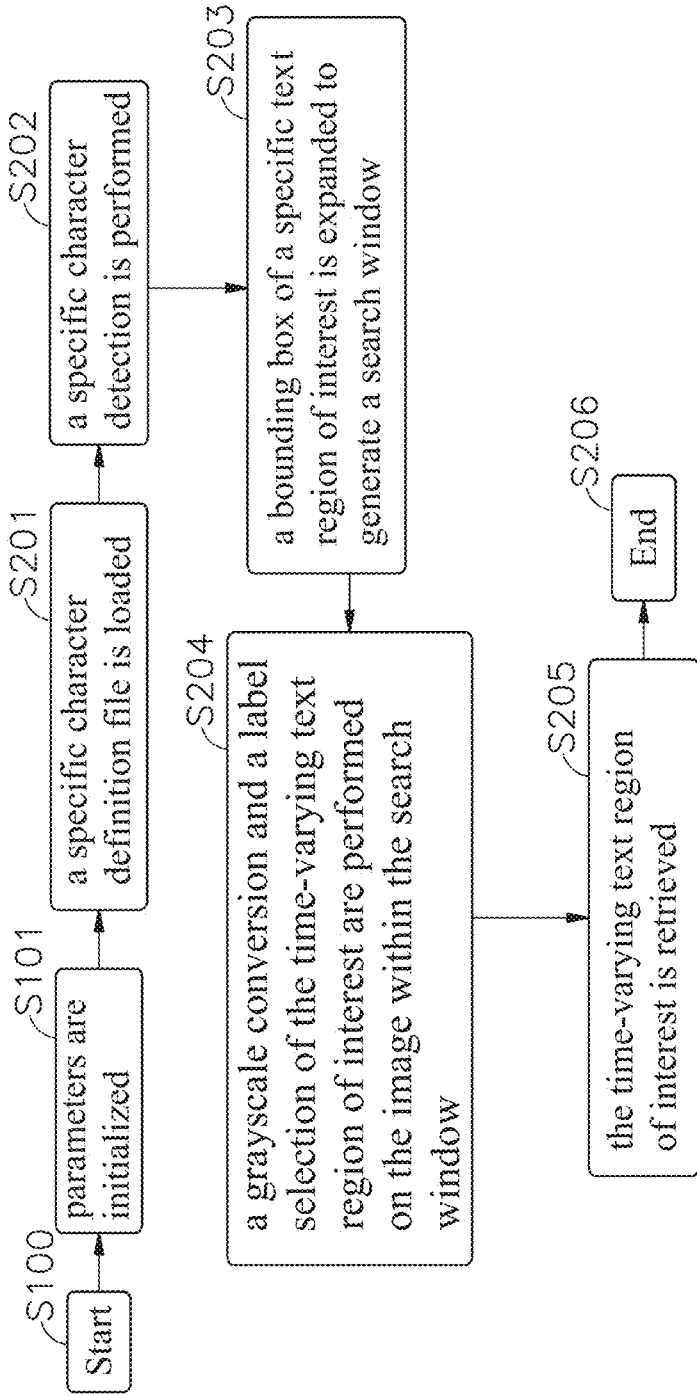 S100
Start
S101
parameters are
initialized
S201
a specific character
definition file is loaded
S202
a specific character
detection is performed
S203
a bounding box of a specific text
region of interest is expanded to
generate a search window
S204
a grayscale conversion and a label
selection of the time-varying text
region of interest are performed
on the image within the search
window
S205
the time-varying text region
of interest is retrieved
S206
End